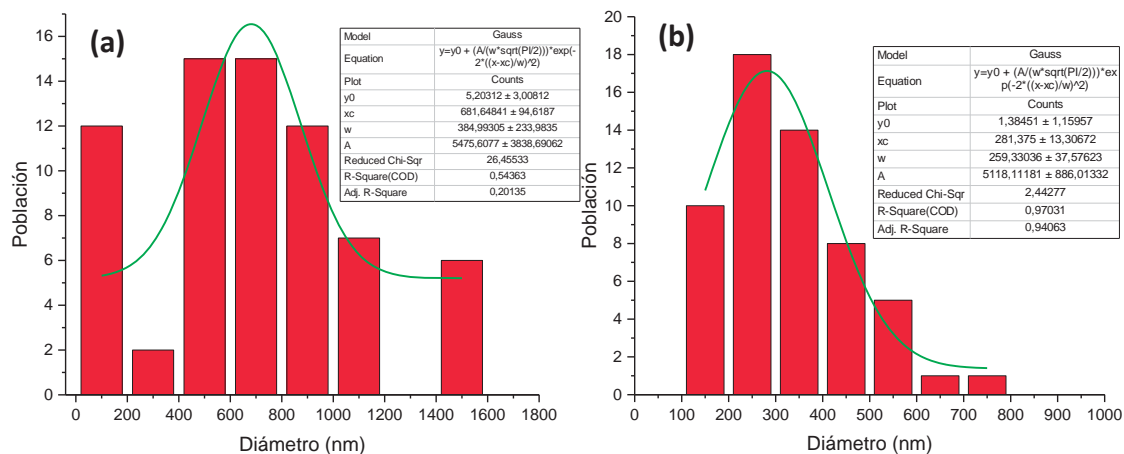 (a)
Población
16
14
12
10
8
6
4
2
0
0 200 400 600 800 1000 1200 1400 1600 1800
Diámetro (nm)
Model Gauss
Equation y=y0 + (A/(w*sqrt(PI/2)))*exp(-
2*((x-xc)/w)^2)
Plot Counts
y0 5,20312 ± 3,00812
xc 681,64841 ± 94,6187
w 384,99305 ± 233,9835
A 5475,6077 ± 3838,69062
Reduced Chi-Sqr 26,45533
R-Square(COD) 0,54363
Adj. R-Square 0,20135
(b)
Población
20
18
16
14
12
10
8
6
4
2
0
0 100 200 300 400 500 600 700 800 900 1000
Diámetro (nm)
Model Gauss
Equation y=y0 + (A/(w*sqrt(PI/2)))*ex
p(-2*((x-xc)/w)^2)
Plot Counts
y0 1,38451 ± 1,15957
xc 281,375 ± 13,30672
w 259,33036 ± 37,57623
A 5118,11181 ± 886,01332
Reduced Chi-Sqr 2,44277
R-Square(COD) 0,97031
Adj. R-Square 0,94063